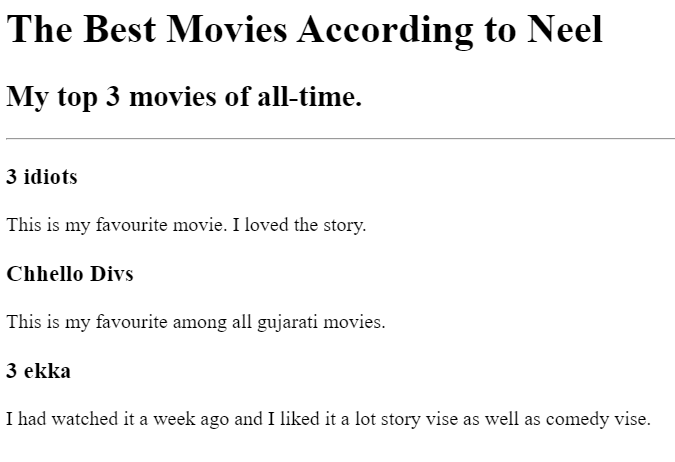 The Best Movies According to Neel
My top 3 movies of all-time.
3 idiots
This is my favourite movie. I loved the story.
Chhello Divs
This is my favourite among all gujarati movies.
3 ekka
I had watched it a week ago and I liked it a lot story vise as well as comedy vise.